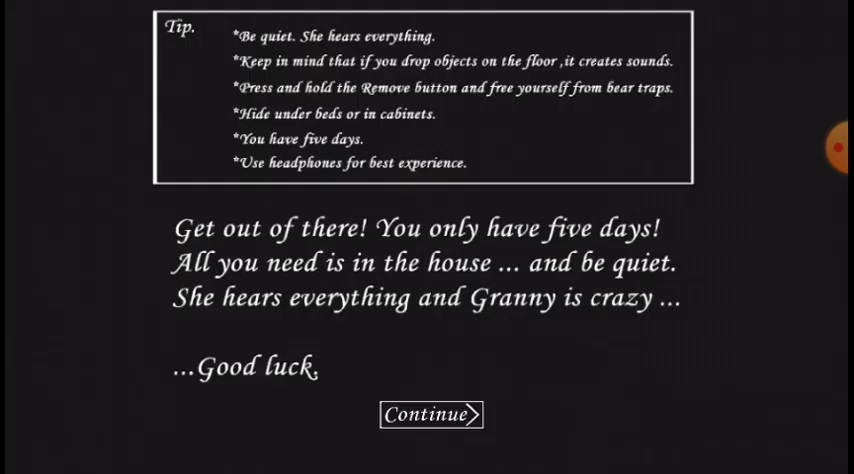 Tip.
*Be quiet. She hears everything.
*Keep in mind that if you drop objects on the floor ,it creates sounds.
*Press and hold the Remove button and free yourself from bear traps.
*Hide under beds or in cabinets.
*You have five days.
*Use headphones for best experience.
Get out of there! You only have five days!
All you need is in the house ... and be quiet.
She hears everything and Granny is crazy ...
...Good luck.
Continue>